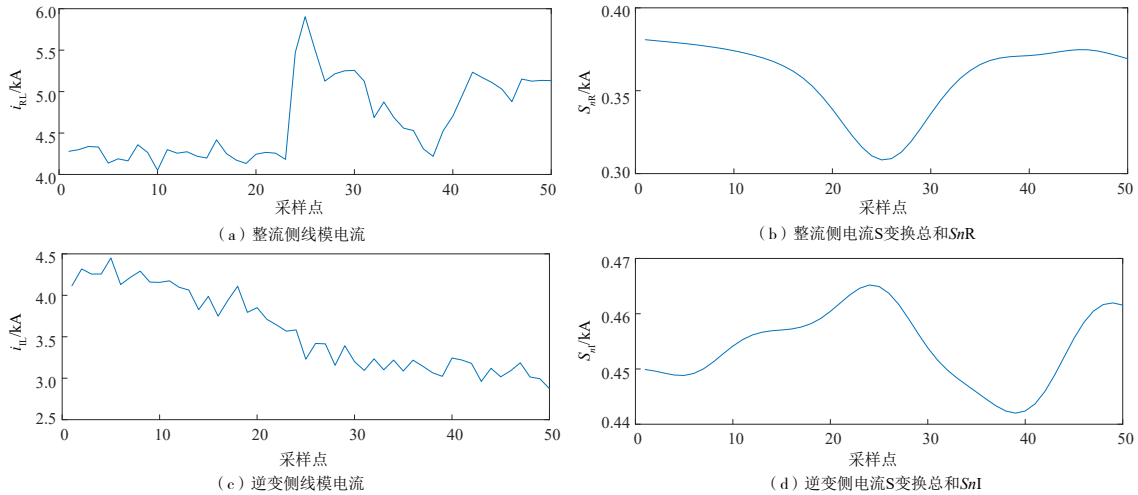 6.0
5.5
5.0
4.5
4.0
i_RL/kA
0 10 20 30 40 50
采样点
（a）整流侧线模电流
0.40
0.35
0.30
S_nR/kA
0 10 20 30 40 50
采样点
（b）整流侧电流S变换总和SnR
4.5
4.0
3.5
3.0
2.5
i_IL/kA
0 10 20 30 40 50
采样点
（c）逆变侧线模电流
0.47
0.46
0.45
0.44
S_nI/kA
0 10 20 30 40 50
采样点
（d）逆变侧电流S变换总和SnI